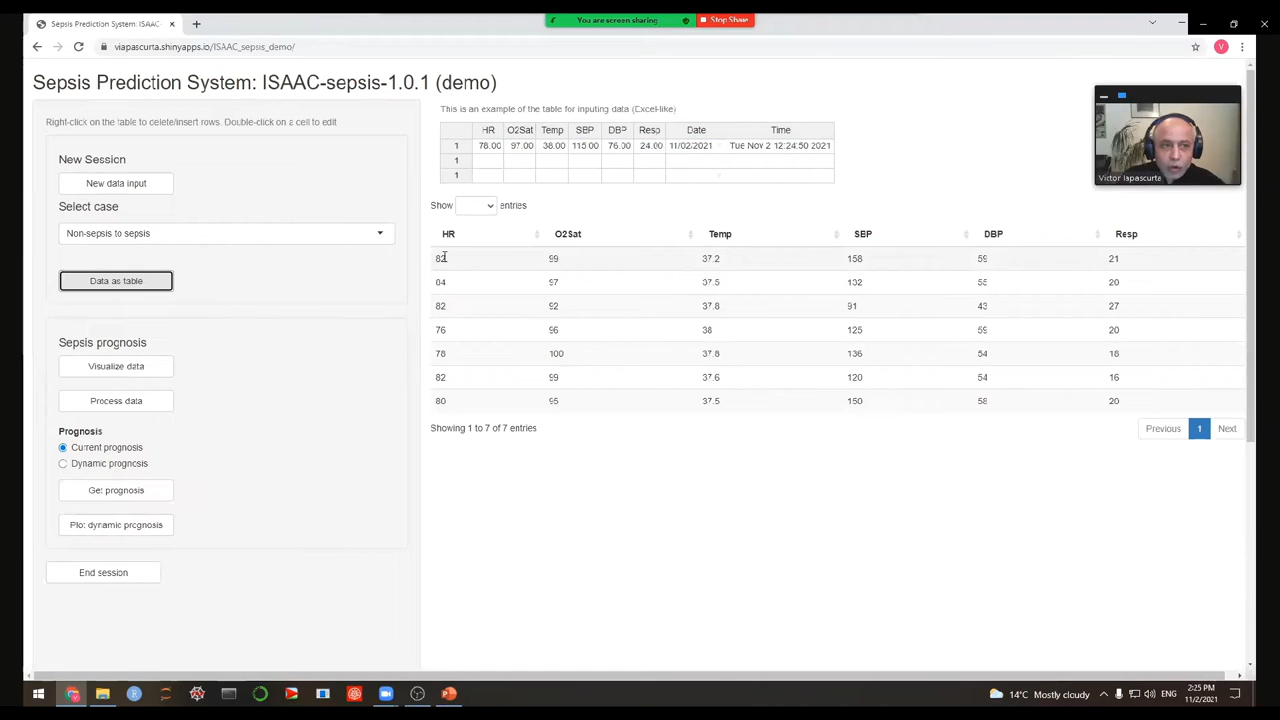 Sepsis Prediction System: ISAAC-
You are screen sharing
Stop Share
viapascurta.shinyapps.io/ISAAC_sepsis_demo/
V
Sepsis Prediction System: ISAAC-sepsis-1.0.1 (demo)
Right-click on the table to delete/insert rows. Double-click on a cell to edit
New Session
New data input
Select case
Non-sepsis to sepsis
Data as table
Sepsis prognosis
Visualize data
Process data
Prognosis
Current prognosis
Dynamic prognosis
Get prognosis
Plot dynamic prognosis
End session
This is an example of the table for inputing data (Excel-like)
HR O2Sat Temp SBP DBP Resp Date Time
1 78.00 97.00 38.00 115.00 76.00 24.00 11/02/2021 Tue Nov 2 12:24:50 2021
1
1
Show entries
HR O2Sat Temp SBP DBP Resp
82 99 37.2 158 59 21
97 37.5 132 55 20
82 92 37.8 91 43 27
76 96 38 125 59 20
78 100 37.8 136 54 18
82 99 37.6 120 54 16
80 95 37.5 150 58 20
Showing 1 to 7 of 7 entries
Previous 1 Next
Victor Iapascurta
14°C Mostly cloudy
ENG
2:25 PM
11/2/2021